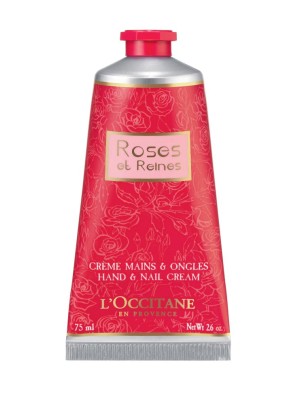 Roses
et Reines
CRÈME MAINS & ONGLES
HAND & NAIL CREAM
L'OCCITANE
EN PROVENCE
75 ml Net Wt 2.6 oz.